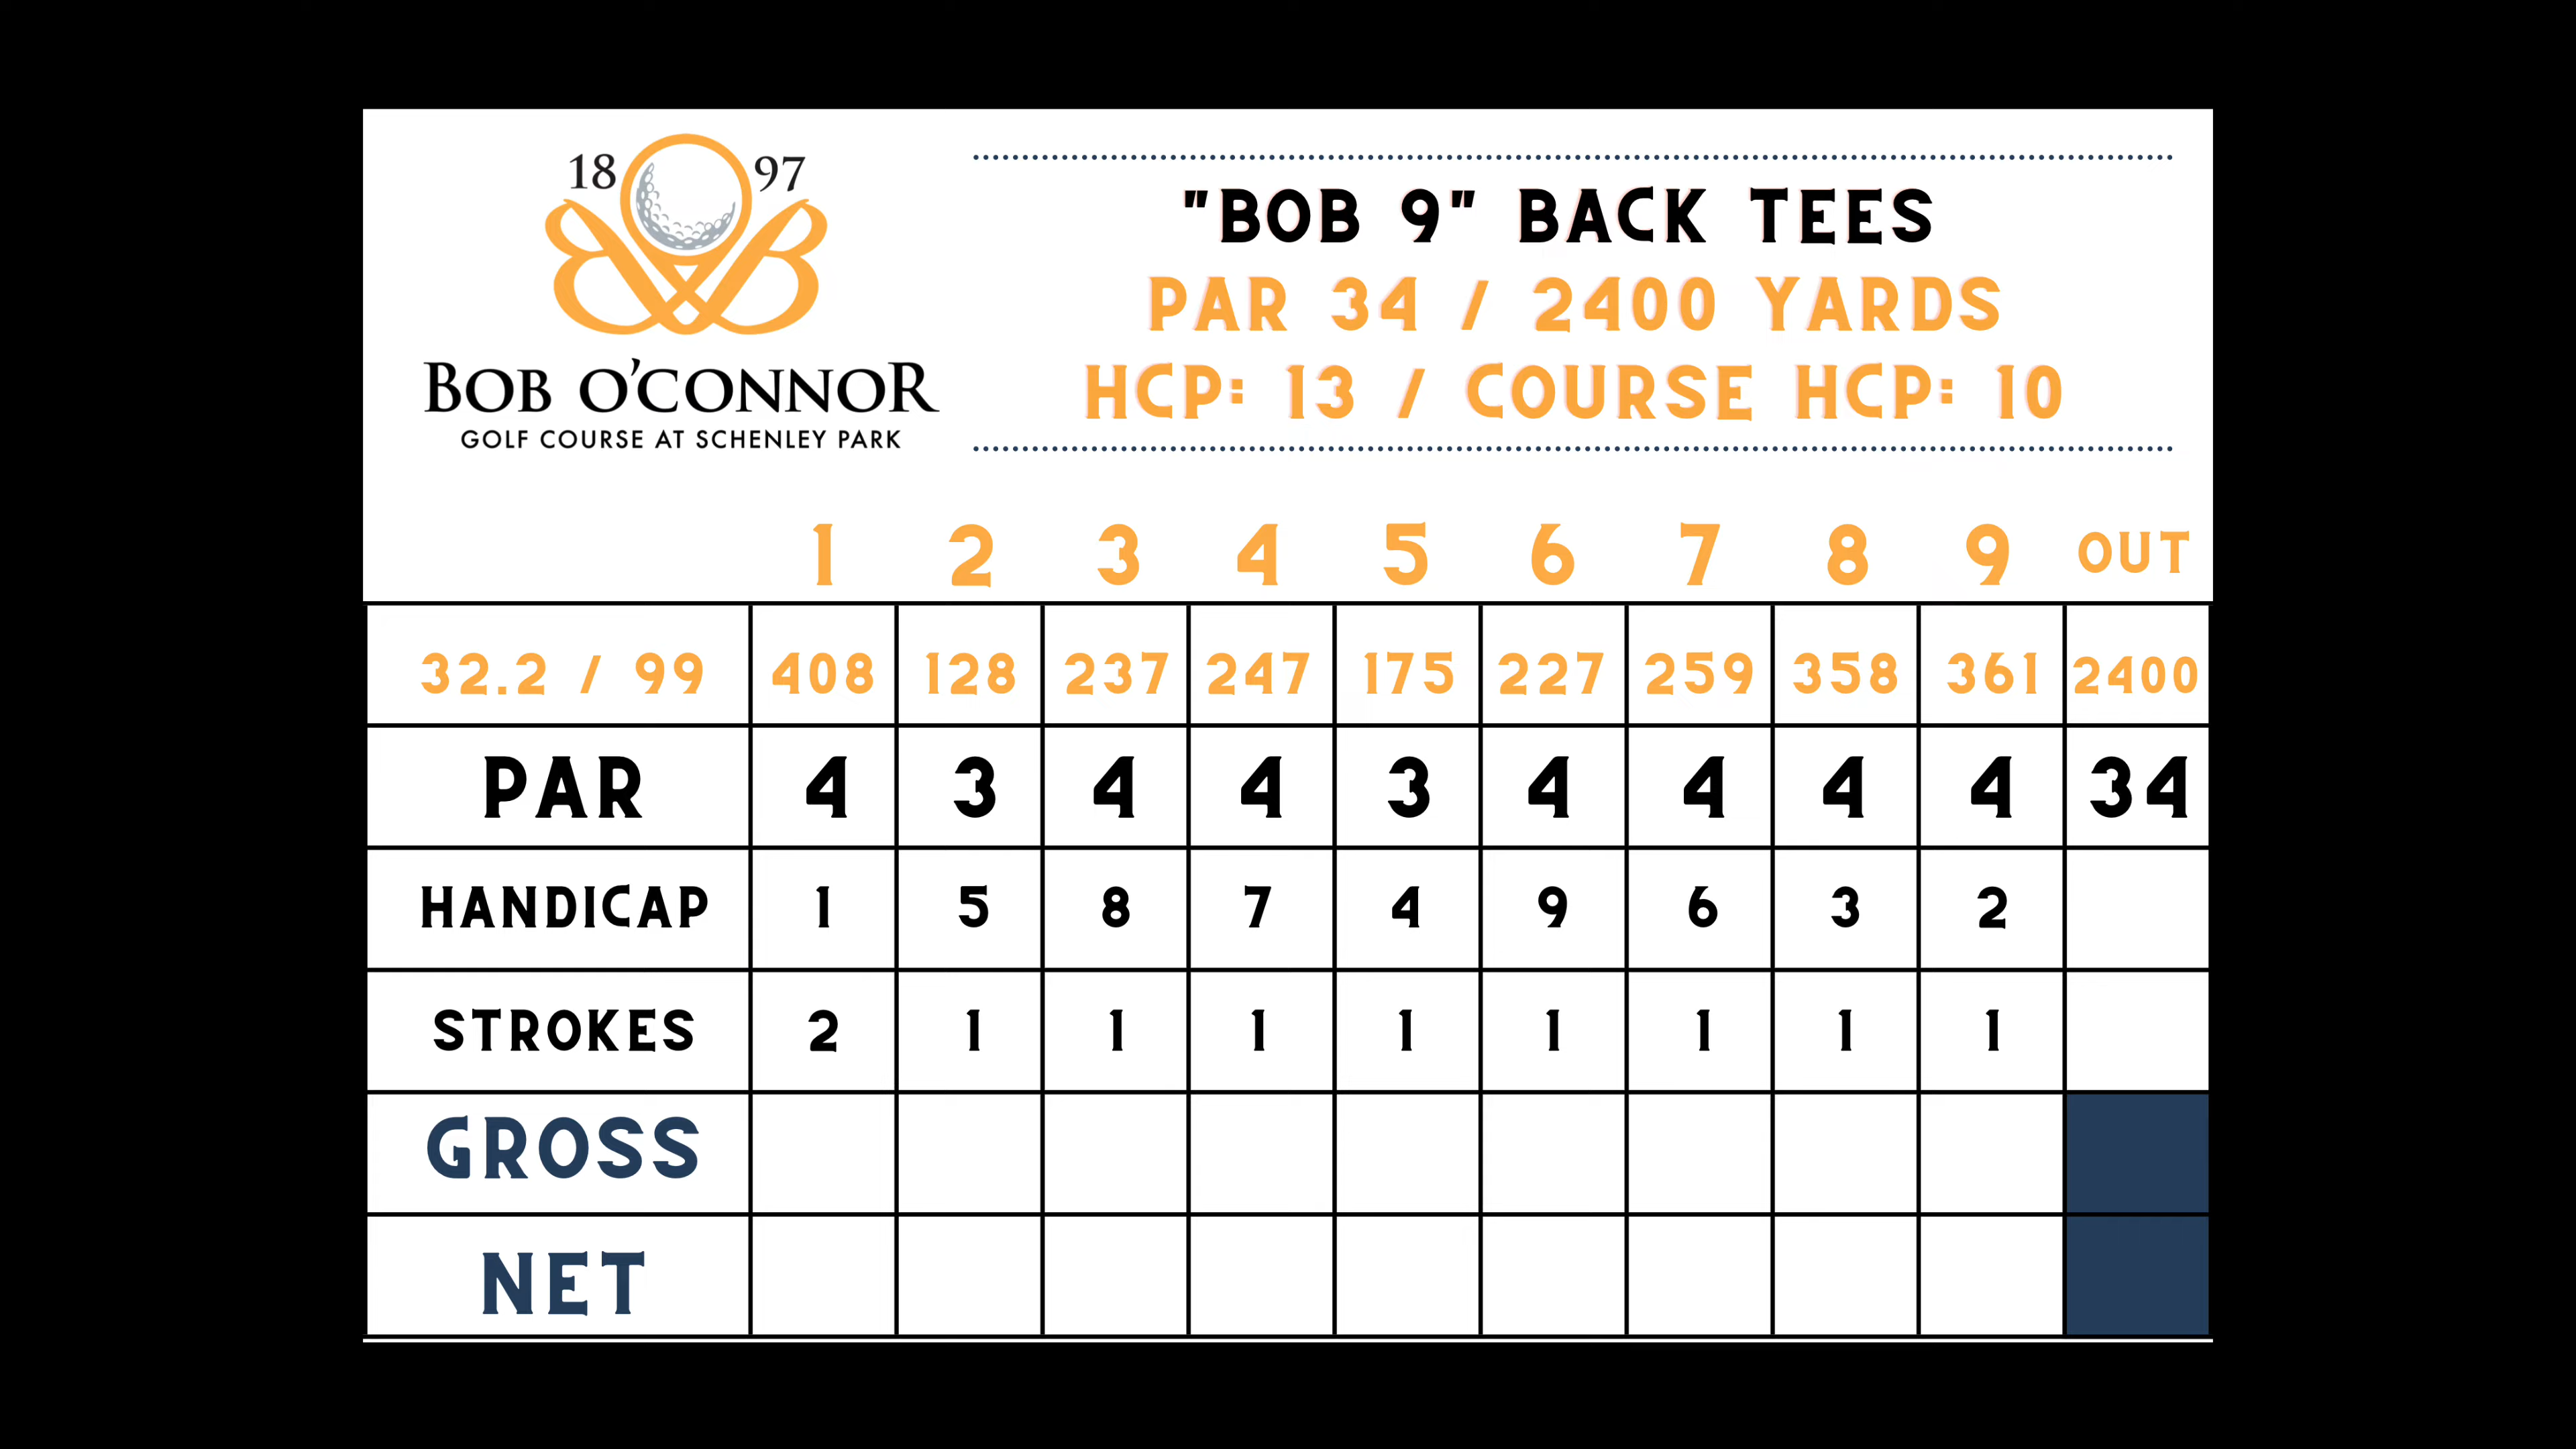 18 97
BOB O'CONNOR
GOLF COURSE AT SCHENLEY PARK
"BOB 9" BACK TEES
PAR 34 / 2400 YARDS
HCP: 13 / COURSE HCP: 10
1 2 3 4 5 6 7 8 9 OUT
32.2 / 99 408 128 237 247 175 227 259 358 361 2400
PAR 4 3 4 4 3 4 4 4 4 34
HANDICAP 1 5 8 7 4 9 6 3 2
STROKES 2 1 1 1 1 1 1 1 1
GROSS
NET